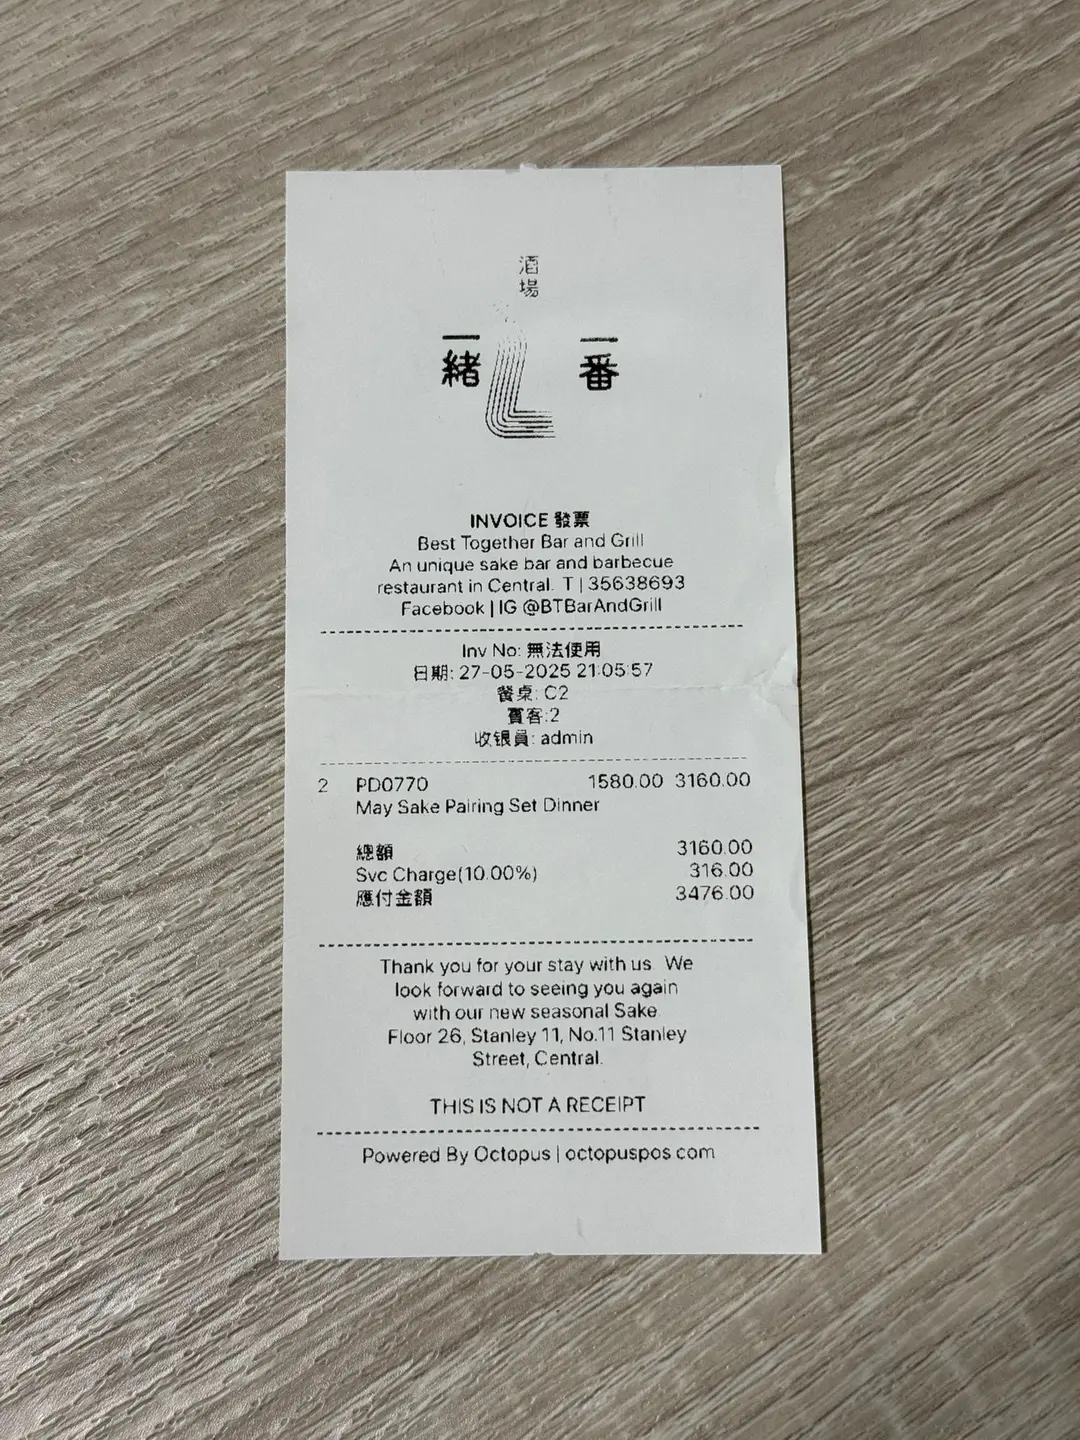 酒場
一緒
一番
INVOICE 發票
Best Together Bar and Grill
An unique sake bar and barbecue
restaurant in Central. T | 35638693
Facebook | IG @BTBarAndGrill
Inv No: 無法使用
日期: 27-05-2025 21:05:57
餐桌: C2
賓客:2
收银員: admin
2 PD0770 1580.00 3160.00
May Sake Pairing Set Dinner
總額 3160.00
Svc Charge(10.00%) 316.00
應付金額 3476.00
Thank you for your stay with us. We
look forward to seeing you again
with our new seasonal Sake.
Floor 26, Stanley 11, No.11 Stanley
Street, Central.
THIS IS NOT A RECEIPT
Powered By Octopus | octopuspos.com